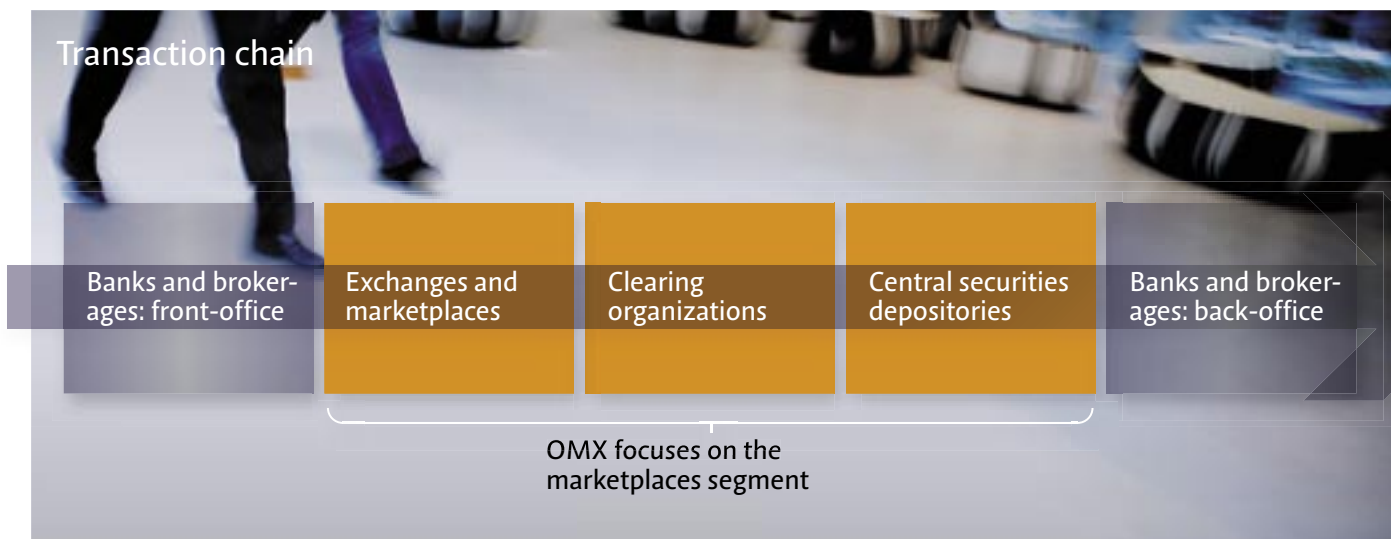 Transaction chain
Banks and broker-
ages: front-office
Exchanges and
marketplaces
Clearing
organizations
Central securities
depositories
Banks and broker-
ages: back-office
OMX focuses on the
marketplaces segment